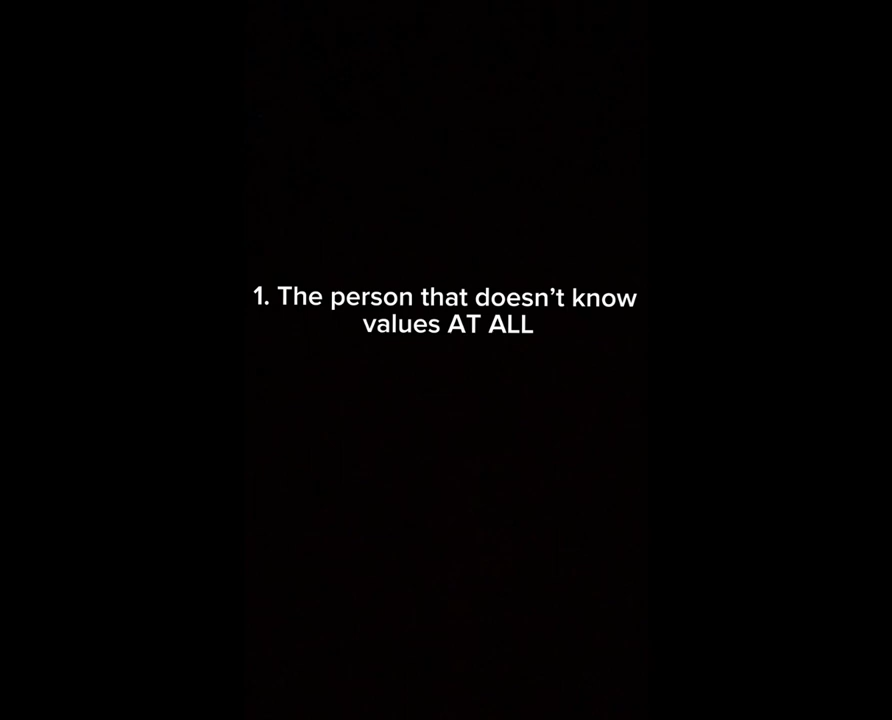 1. The person that doesn’t know
values AT ALL